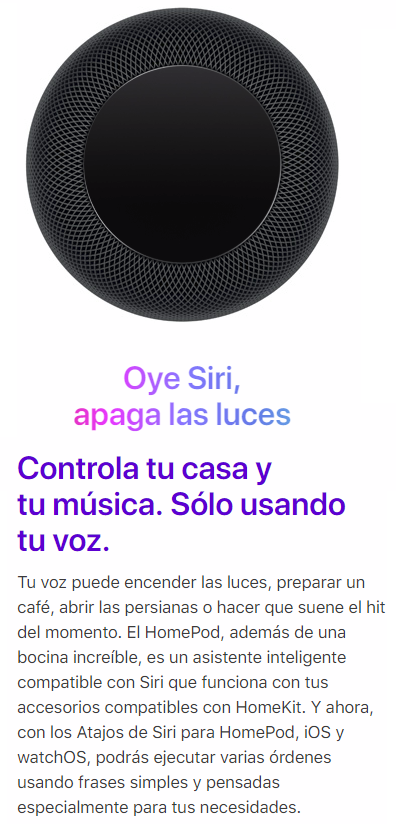 Oye Siri,
apaga las luces
Controla tu casa y
tu música. Sólo usando
tu voz.
Tu voz puede encender las luces, preparar un
café, abrir las persianas o hacer que suene el hit
del momento. El HomePod, además de una
bocina increíble, es un asistente inteligente
compatible con Siri que funciona con tus
accesorios compatibles con HomeKit. Y ahora,
con los Atajos de Siri para HomePod, iOS y
watchOS, podrás ejecutar varias órdenes
usando frases simples y pensadas
especialmente para tus necesidades.